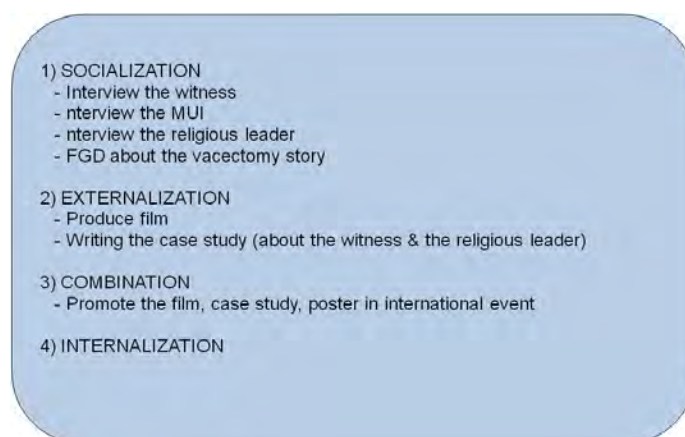 1) SOCIALIZATION
- Interview the witness
- nterview the MUI
- nterview the religious leader
- FGD about the vacectomy story
2) EXTERNALIZATION
- Produce film
- Writing the case study (about the witness & the religious leader)
3) COMBINATION
- Promote the film, case study, poster in international event
4) INTERNALIZATION